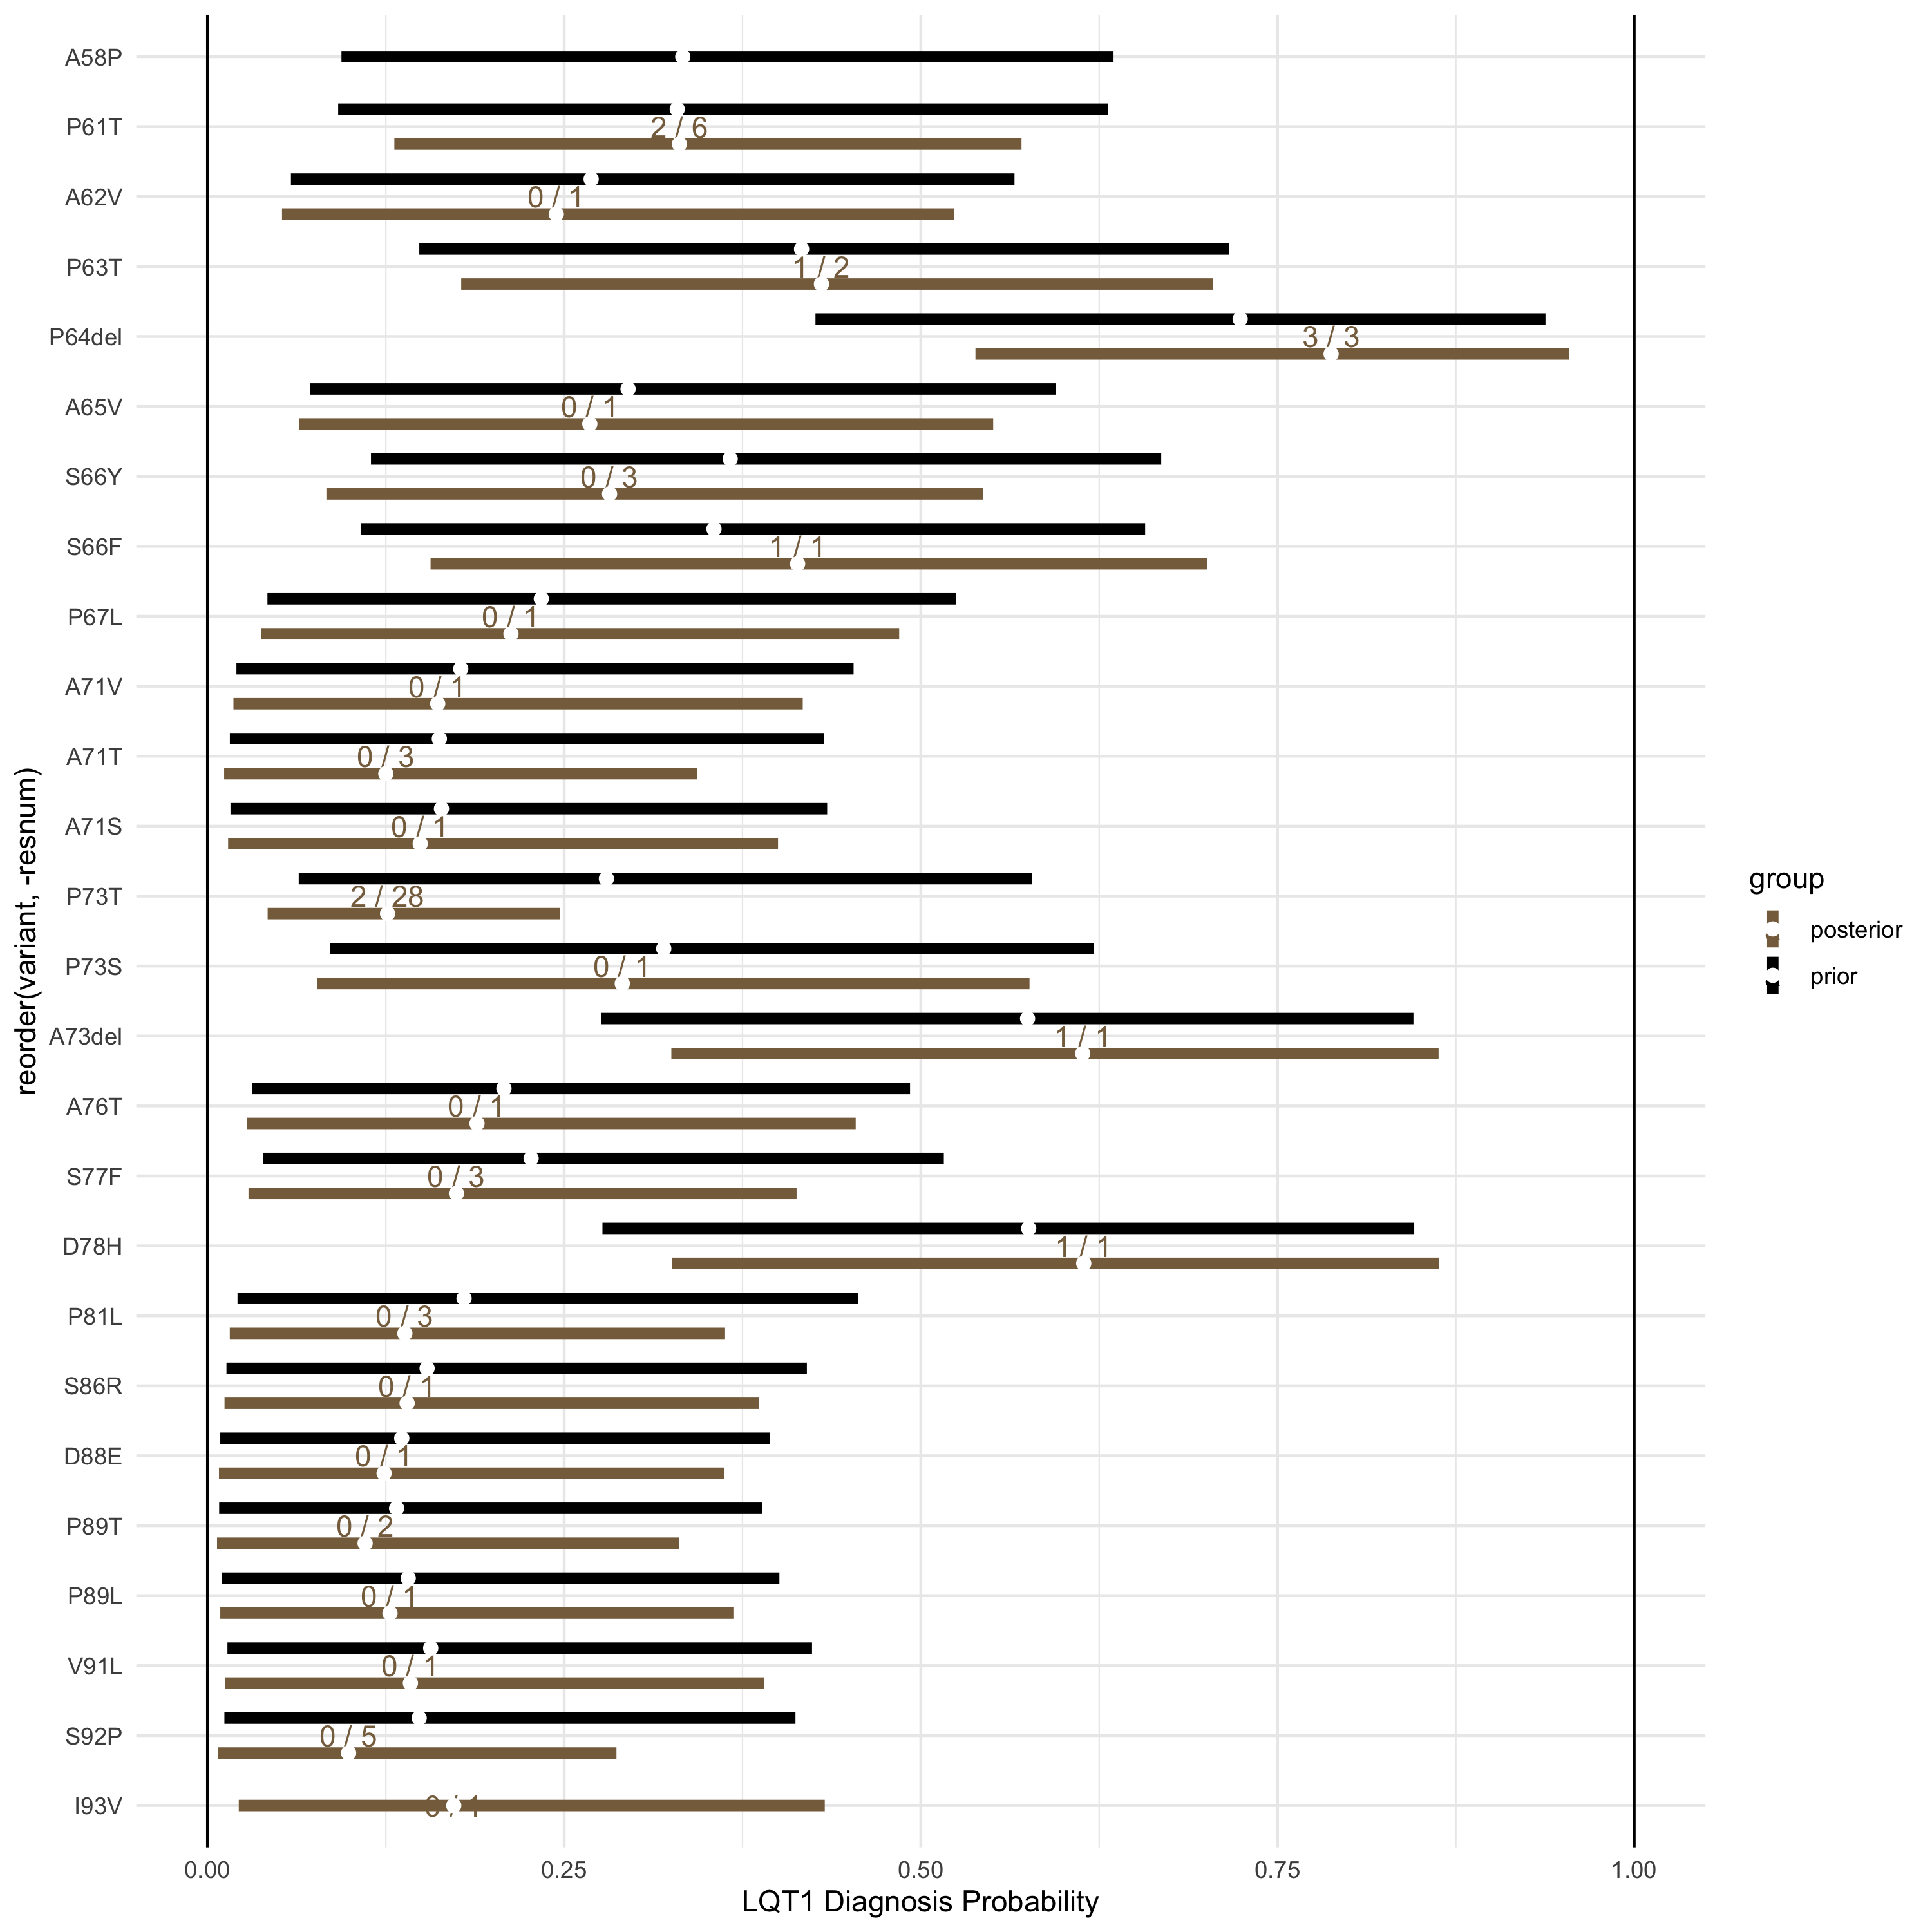 A58P
P61T
2 / 6
A62V
0 / 1
P63T
1 / 2
P64del
3 / 3
A65V
0 / 1
S66Y
0 / 3
S66F
1 / 1
P67L
0 / 1
A71V
0 / 1
A71T
0 / 3
A71S
0 / 1
P73T
2 / 28
P73S
0 / 1
A73del
1 / 1
A76T
0 / 1
S77F
0 / 3
D78H
1 / 1
P81L
0 / 3
S86R
0 / 1
D88E
0 / 1
P89T
0 / 2
P89L
0 / 1
V91L
0 / 1
S92P
0 / 5
I93V
reorder(variant, -resnum)
0.00 0.25 0.50 0.75 1.00
LQT1 Diagnosis Probability
group
posterior
prior